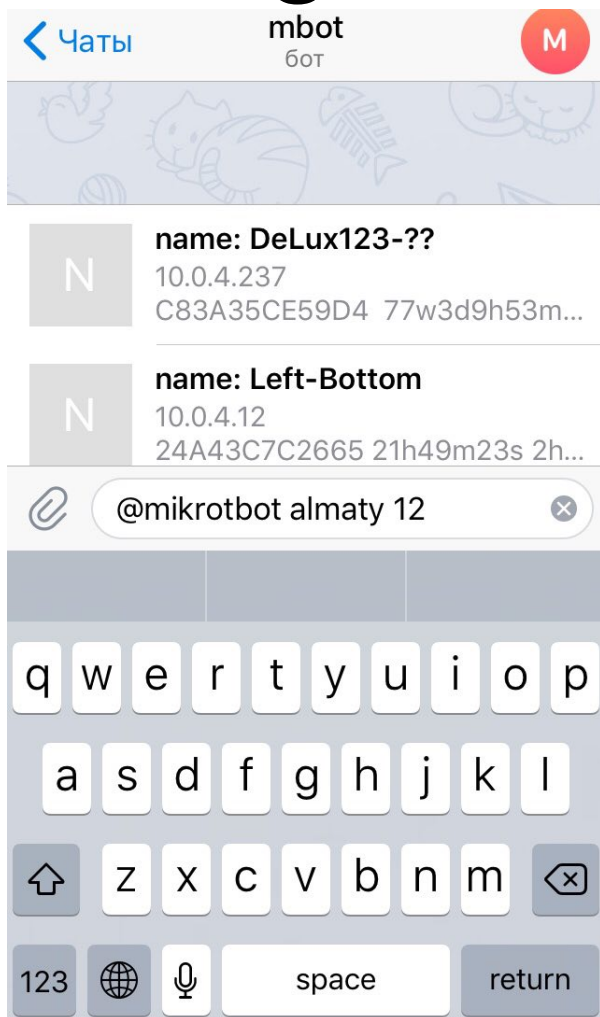 Чаты
mbot
бот
M
N
name: DeLux123-??
10.0.4.237
C83A35CE59D4 77w3d9h53m...
N
name: Left-Bottom
10.0.4.12
24A43C7C2665 21h49m23s 2h...
@mikrotbot almaty 12
q w e r t y u i o p
a s d f g h j k l
z x c v b n m
123 space return